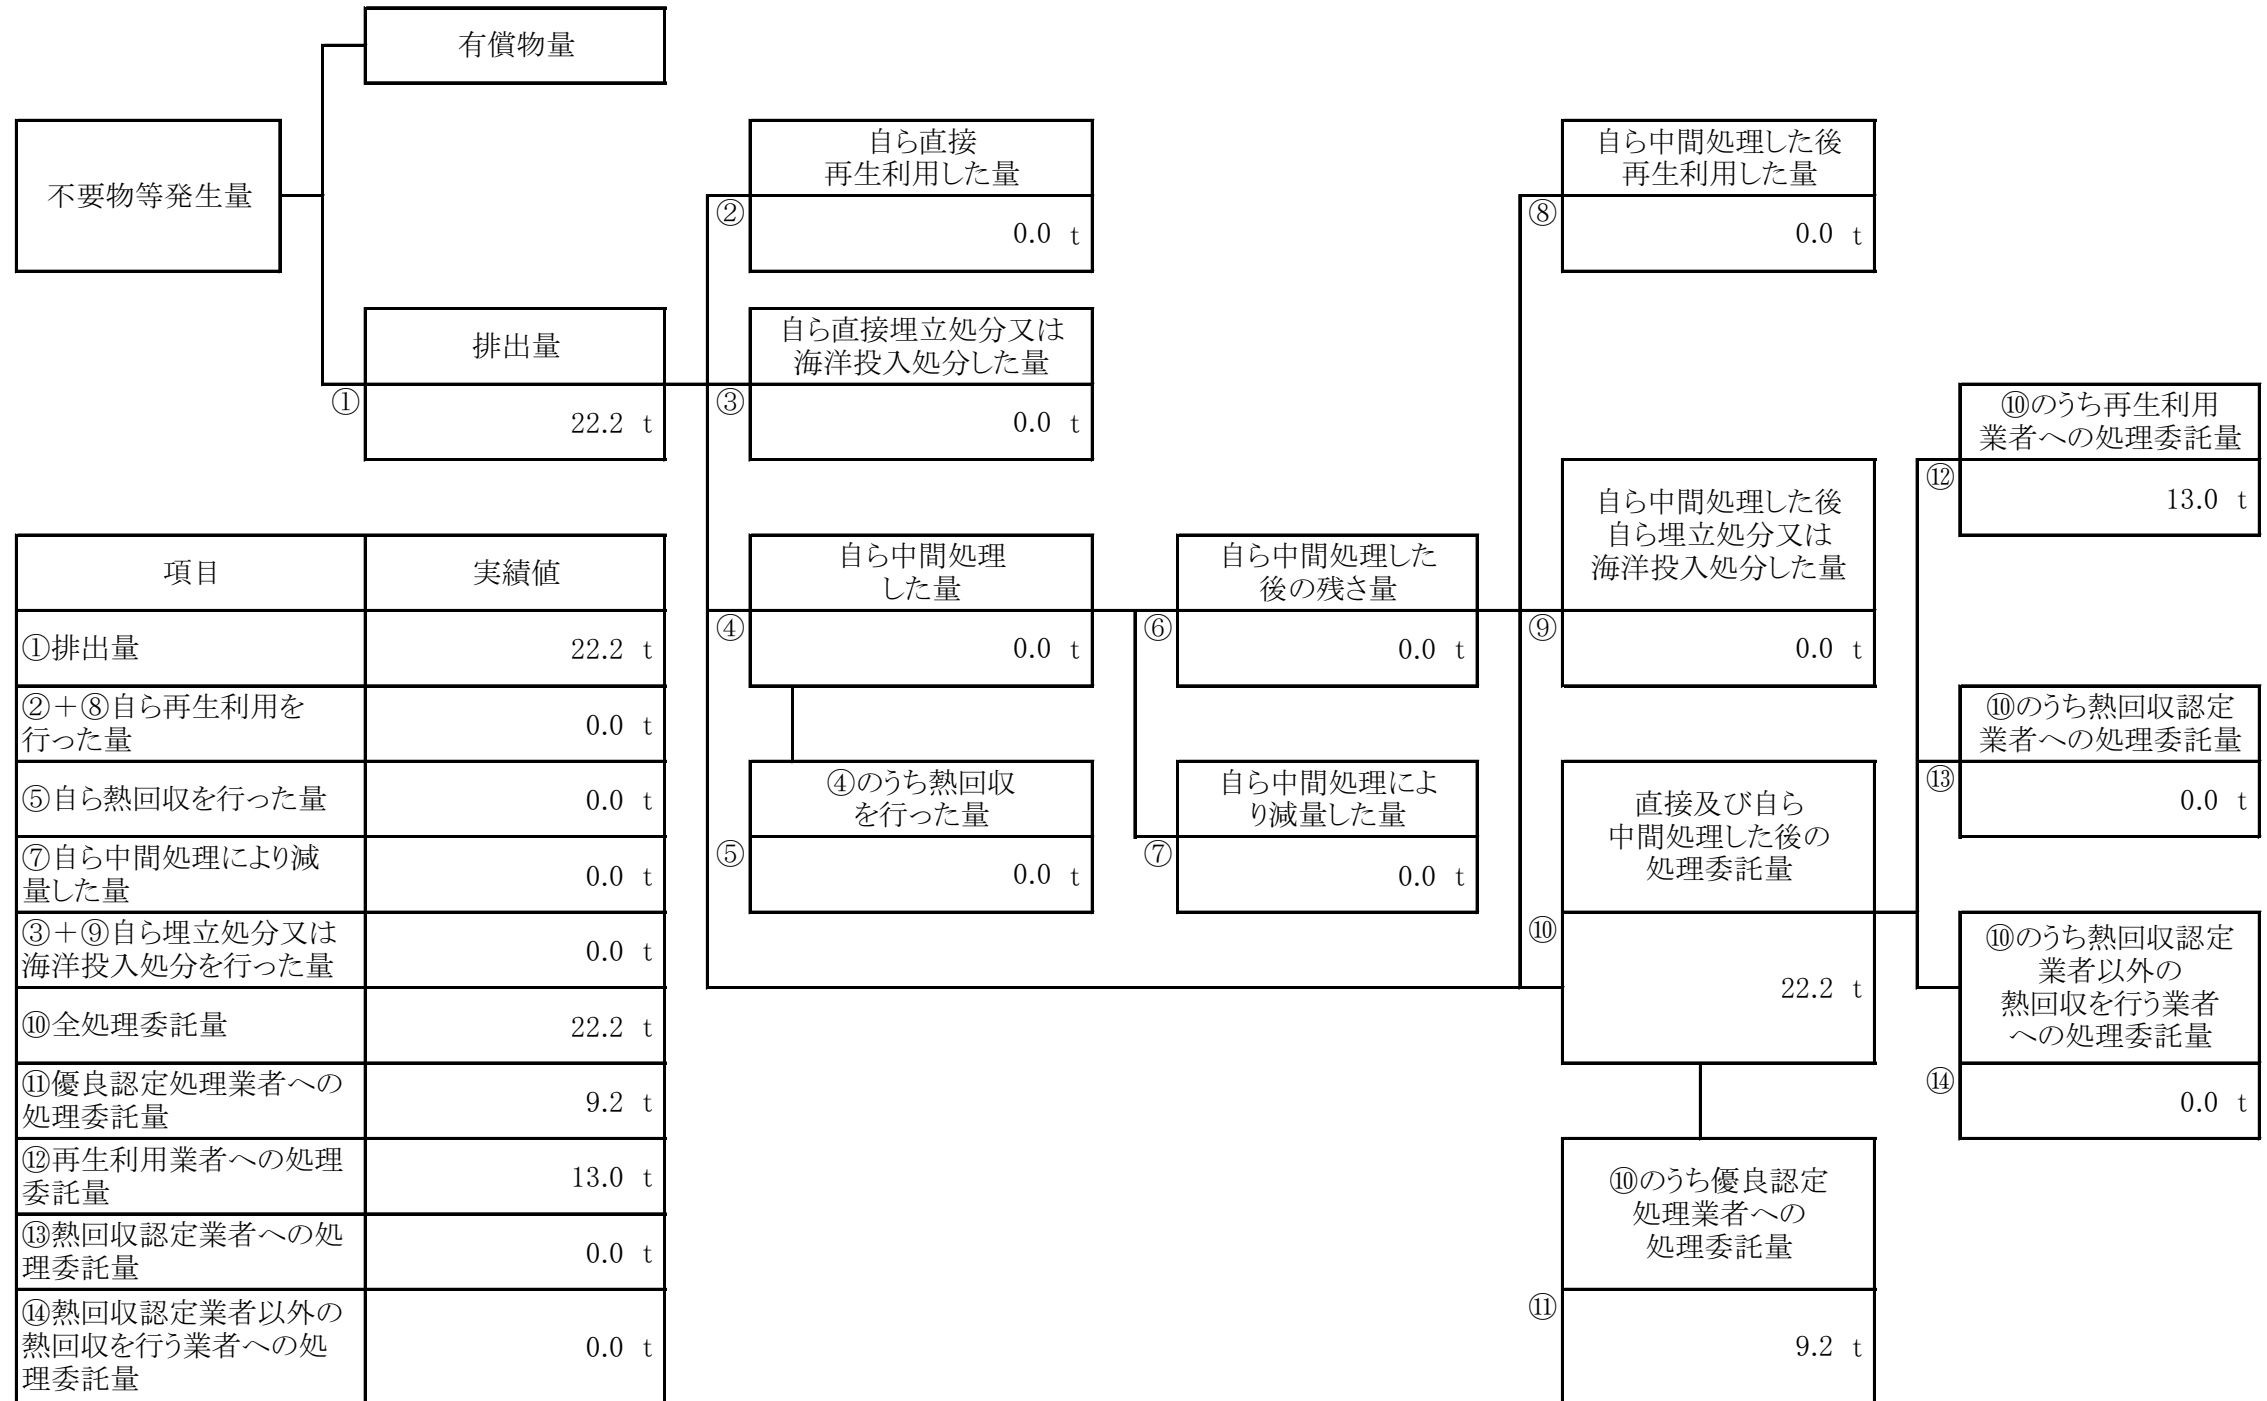 有償物量
不要物等発生量
自ら直接
再生利用した量
②
0.0 t
自ら中間処理した後
再生利用した量
⑧
0.0 t
排出量
①
22.2 t
自ら直接埋立処分又は
海洋投入処分した量
③
0.0 t
⑩のうち再生利用
業者への処理委託量
⑫
13.0 t
自ら中間処理した後
自ら埋立処分又は
海洋投入処分した量
⑨
0.0 t
自ら中間処理
した量
④
0.0 t
自ら中間処理した
後の残さ量
⑥
0.0 t
⑩のうち熱回収認定
業者への処理委託量
⑬
0.0 t
④のうち熱回収
を行った量
⑤
0.0 t
自ら中間処理によ
り減量した量
⑦
0.0 t
直接及び自ら
中間処理した後の
処理委託量
⑩
22.2 t
⑩のうち熱回収認定
業者以外の
熱回収を行う業者
への処理委託量
⑭
0.0 t
⑩のうち優良認定
処理業者への
処理委託量
⑪
9.2 t
項目 実績値
①排出量 22.2 t
②+⑧自ら再生利用を
行った量 0.0 t
⑤自ら熱回収を行った量 0.0 t
⑦自ら中間処理により減
量した量 0.0 t
③+⑨自ら埋立処分又は
海洋投入処分を行った量 0.0 t
⑩全処理委託量 22.2 t
⑪優良認定処理業者への
処理委託量 9.2 t
⑫再生利用業者への処理
委託量 13.0 t
⑬熱回収認定業者への処
理委託量 0.0 t
⑭熱回収認定業者以外の
熱回収を行う業者への処
理委託量 0.0 t